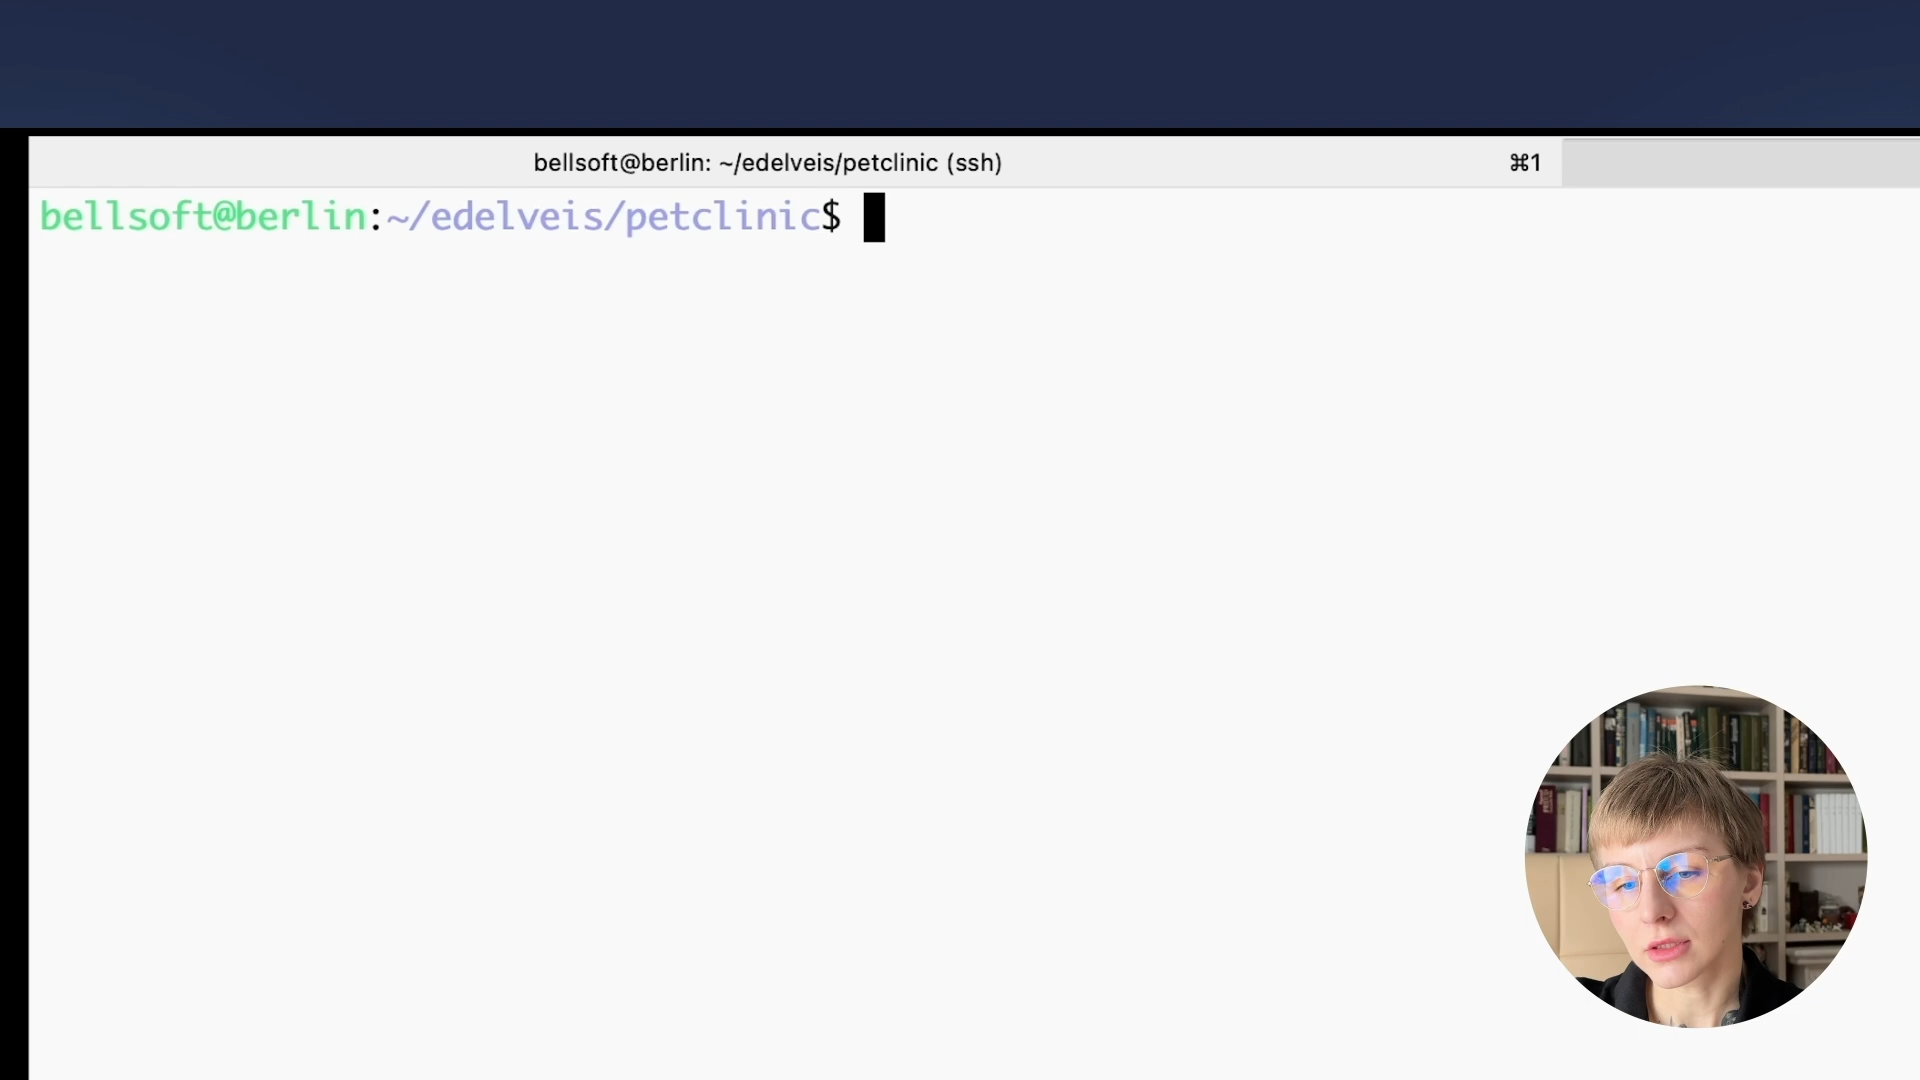 bellsoft@berlin: ~/edelveis/petclinic (ssh) ⌘1
bellsoft@berlin:~/edelveis/petclinic$